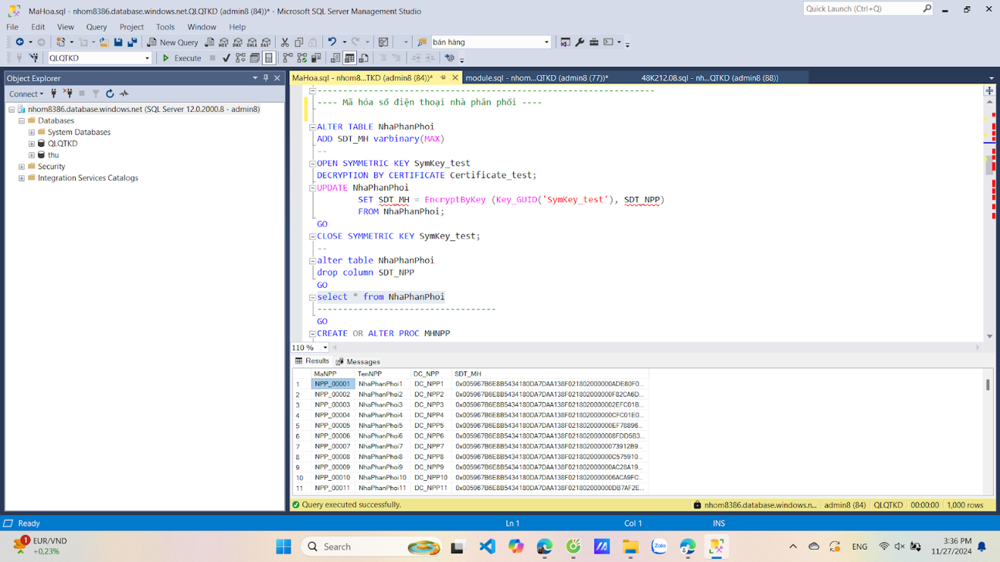 MaHoa.sql - nhom8386.database.windows.net.QLQTKD (admin8 (84))* - Microsoft SQL Server Management Studio
Quick Launch (Ctrl+Q)
File Edit View Query Project Tools Window Help
New Query
bán hàng
QLQTKD
Execute
Object Explorer
MaHoa.sql - nhom8...TKD (admin8 (84))*
module.sql - nhom...QTKD (admin8 (77))*
48K212.08.sql - nh...QTKD (admin8 (88))
Connect
nhom8386.database.windows.net (SQL Server 12.0.2000.8 - admin8)
Databases
System Databases
QLQTKD
thu
Security
Integration Services Catalogs
------------------------------------------------------------------
---- Mã hóa số điện thoại nhà phân phối ----
ALTER TABLE NhaPhanPhoi
ADD SDT_MH varbinary(MAX)
--
OPEN SYMMETRIC KEY SymKey_test
DECRYPTION BY CERTIFICATE Certificate_test;
UPDATE NhaPhanPhoi
SET SDT_MH = EncryptByKey (Key_GUID('SymKey_test'), SDT_NPP)
FROM NhaPhanPhoi;
GO
CLOSE SYMMETRIC KEY SymKey_test;
--
alter table NhaPhanPhoi
drop column SDT_NPP
GO
select * from NhaPhanPhoi
-----------------------------------
GO
CREATE OR ALTER PROC MHNPP
110 %
Results Messages
MaNPP TenNPP DC_NPP SDT_MH
1 NPP_00001 NhaPhanPhoi1 DC_NPP1 0x005967B6E8B5434180DA7DAA138F021802000000ADE80F0...
2 NPP_00002 NhaPhanPhoi2 DC_NPP2 0x005967B6E8B5434180DA7DAA138F021802000000F82CA6D...
3 NPP_00003 NhaPhanPhoi3 DC_NPP3 0x005967B6E8B5434180DA7DAA138F0218020000002EFC01B...
4 NPP_00004 NhaPhanPhoi4 DC_NPP4 0x005967B6E8B5434180DA7DAA138F021802000000CFC01E0...
5 NPP_00005 NhaPhanPhoi5 DC_NPP5 0x005967B6E8B5434180DA7DAA138F021802000000EF78896...
6 NPP_00006 NhaPhanPhoi6 DC_NPP6 0x005967B6E8B5434180DA7DAA138F0218020000008FDD5B3...
7 NPP_00007 NhaPhanPhoi7 DC_NPP7 0x005967B6E8B5434180DA7DAA138F02180200000073912B9...
8 NPP_00008 NhaPhanPhoi8 DC_NPP8 0x005967B6E8B5434180DA7DAA138F021802000000C575910...
9 NPP_00009 NhaPhanPhoi9 DC_NPP9 0x005967B6E8B5434180DA7DAA138F021802000000AC28A19...
10 NPP_00010 NhaPhanPhoi10 DC_NPP10 0x005967B6E8B5434180DA7DAA138F0218020000006ACA9FC...
11 NPP_00011 NhaPhanPhoi11 DC_NPP11 0x005967B6E8B5434180DA7DAA138F021802000000DB7AF2E...
Query executed successfully.
nhom8386.database.windows.n... admin8 (84) QLQTKD 00:00:00 1,000 rows
Ready Ln 1 Col 1 INS
1
EUR/VND
+0,23%
Search
Zalo
ENG
3:36 PM
11/27/2024